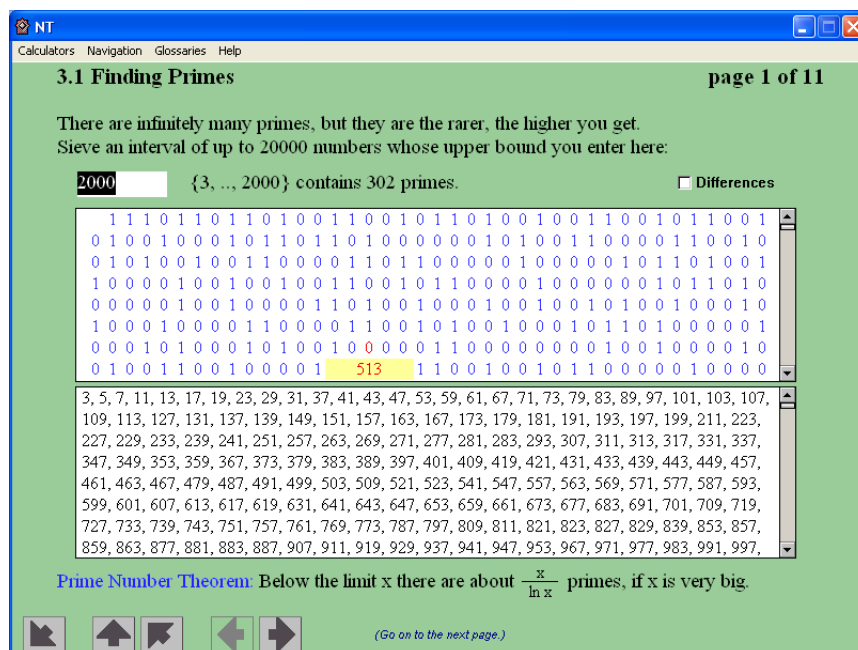 NT
Calculators Navigation Glossaries Help
3.1 Finding Primes page 1 of 11
There are infinitely many primes, but they are the rarer, the higher you get.
Sieve an interval of up to 20000 numbers whose upper bound you enter here:
2000 {3, .., 2000} contains 302 primes. Differences
1 1 1 0 1 1 0 1 1 0 1 0 0 1 1 0 0 1 0 1 1 0 1 0 0 1 0 0 1 1 0 0 1 0 1 1 0 0 1
0 1 0 0 1 0 0 0 1 0 1 1 0 1 1 0 1 0 0 0 0 0 0 1 0 1 0 0 1 1 0 0 0 0 1 1 0 0 1 0
0 1 0 1 0 0 1 0 0 1 1 0 0 0 0 1 1 0 1 1 0 0 0 0 0 1 0 0 0 0 0 1 0 1 1 0 1 0 0 1
1 0 0 0 0 1 0 0 1 0 0 1 0 0 1 1 0 0 1 0 1 1 0 0 0 0 1 0 0 0 0 0 0 1 0 1 1 0 1 0
0 0 0 0 0 1 0 0 1 0 0 0 0 1 1 0 1 0 0 1 0 0 0 1 0 0 1 0 0 1 0 1 0 0 1 0 0 0 1 0
1 0 0 0 1 0 0 0 0 1 1 0 0 0 0 1 1 0 0 1 0 1 0 0 1 0 0 0 1 0 1 1 0 1 0 0 0 0 0 1
0 0 0 1 0 1 0 0 0 1 0 1 0 0 1 0 0 0 0 0 1 1 0 0 0 0 0 0 0 0 1 0 0 1 0 0 0 0 1 0
0 1 0 0 1 1 0 0 1 0 0 0 0 1 513 1 1 0 0 1 0 0 1 0 1 1 0 0 0 0 0 1 0 0 0 0
3, 5, 7, 11, 13, 17, 19, 23, 29, 31, 37, 41, 43, 47, 53, 59, 61, 67, 71, 73, 79, 83, 89, 97, 101, 103, 107,
109, 113, 127, 131, 137, 139, 149, 151, 157, 163, 167, 173, 179, 181, 191, 193, 197, 199, 211, 223,
227, 229, 233, 239, 241, 251, 257, 263, 269, 271, 277, 281, 283, 293, 307, 311, 313, 317, 331, 337,
347, 349, 353, 359, 367, 373, 379, 383, 389, 397, 401, 409, 419, 421, 431, 433, 439, 443, 449, 457,
461, 463, 467, 479, 487, 491, 499, 503, 509, 521, 523, 541, 547, 557, 563, 569, 571, 577, 587, 593,
599, 601, 607, 613, 617, 619, 631, 641, 643, 647, 653, 659, 661, 673, 677, 683, 691, 701, 709, 719,
727, 733, 739, 743, 751, 757, 761, 769, 773, 787, 797, 809, 811, 821, 823, 827, 829, 839, 853, 857,
859, 863, 877, 881, 883, 887, 907, 911, 919, 929, 937, 941, 947, 953, 967, 971, 977, 983, 991, 997,
Prime Number Theorem: Below the limit x there are about x / ln x primes, if x is very big.
(Go on to the next page.)